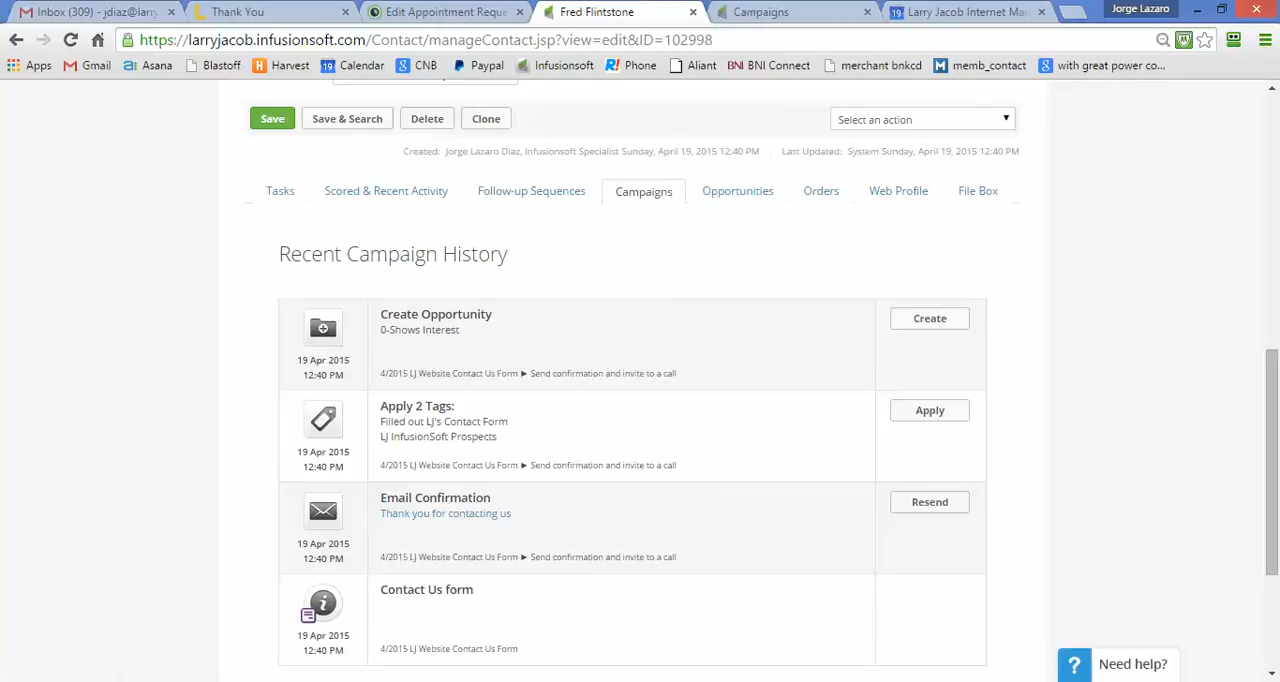 Inbox (309) - jdiaz@larry
Thank You
Edit Appointment Reque
Fred Flintstone
Campaigns
19 Larry Jacob Internet Ma
Jorge Lazaro
https://larryjacob.infusionsoft.com/Contact/manageContact.jsp?view=edit&ID=102998
Apps Gmail Asana Blastoff Harvest 19 Calendar CNB Paypal Infusionsoft R! Phone Aliant BNI BNI Connect merchant bnkcd M memb_contact with great power co...
Save Save & Search Delete Clone Select an action
Created: Jorge Lazaro Diaz, Infusionsoft Specialist Sunday, April 19, 2015 12:40 PM Last Updated: System Sunday, April 19, 2015 12:40 PM
Tasks Scored & Recent Activity Follow-up Sequences Campaigns Opportunities Orders Web Profile File Box
Recent Campaign History
Create Opportunity
0-Shows Interest
Create
19 Apr 2015
12:40 PM
4/2015 LJ Website Contact Us Form ► Send confirmation and invite to a call
Apply 2 Tags:
Filled out LJ's Contact Form
LJ InfusionSoft Prospects
Apply
19 Apr 2015
12:40 PM
4/2015 LJ Website Contact Us Form ► Send confirmation and invite to a call
Email Confirmation
Thank you for contacting us
Resend
19 Apr 2015
12:40 PM
4/2015 LJ Website Contact Us Form ► Send confirmation and invite to a call
Contact Us form
19 Apr 2015
12:40 PM
4/2015 LJ Website Contact Us Form
? Need help?